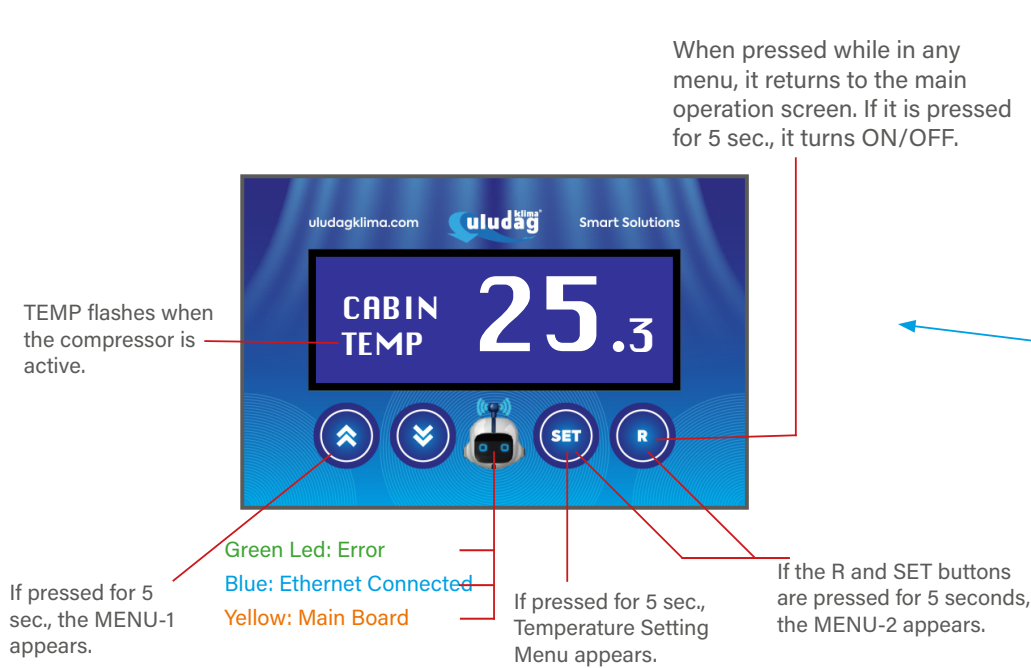 When pressed while in any
menu, it returns to the main
operation screen. If it is pressed
for 5 sec., it turns ON/OFF.
uludagklima.com
uludağ
klima
Smart Solutions
TEMP flashes when
the compressor is
active.
CABIN
TEMP
25.3
SET
R
Green Led: Error
Blue: Ethernet Connected
Yellow: Main Board
If pressed for 5
sec., the MENU-1
appears.
If pressed for 5 sec.,
Temperature Setting
Menu appears.
If the R and SET buttons
are pressed for 5 seconds,
the MENU-2 appears.